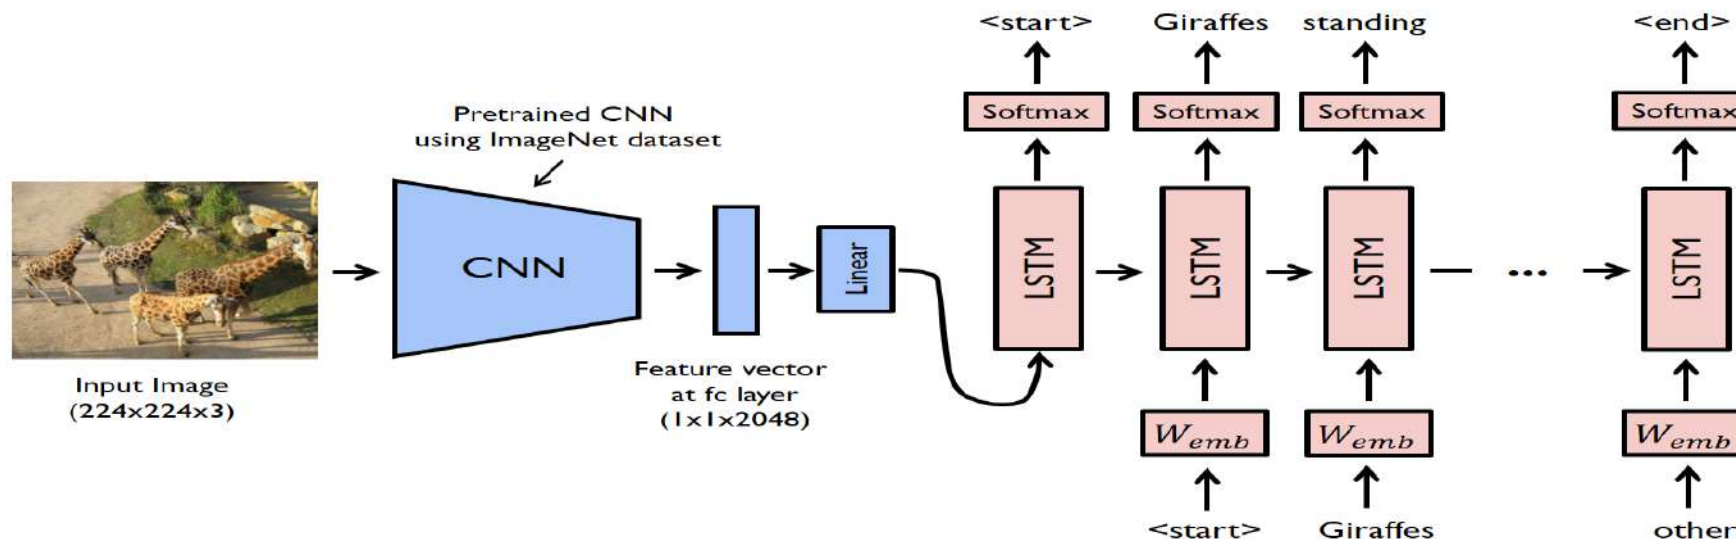 <start> Giraffes standing <end>
Softmax Softmax Softmax Softmax
Pretrained CNN
using ImageNet dataset
CNN
Linear
LSTM LSTM LSTM ... LSTM
Input Image
(224x224x3)
Feature vector
at fc layer
(1x1x2048)
W_emb W_emb W_emb
<start> Giraffes other